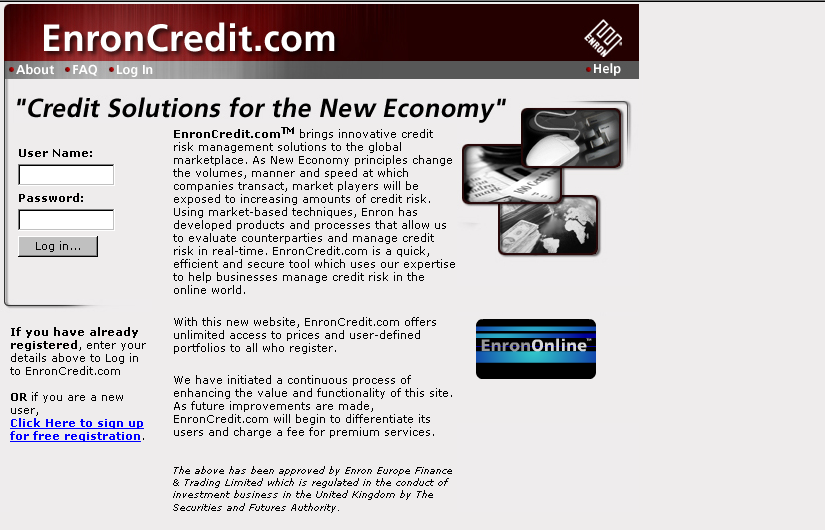 EnronCredit.com
ENRON
About
FAQ
Log In
Help
"Credit Solutions for the New Economy"
User Name:
Password:
Log in...
EnronCredit.comTM brings innovative credit
risk management solutions to the global
marketplace. As New Economy principles change
the volumes, manner and speed at which
companies transact, market players will be
exposed to increasing amounts of credit risk.
Using market-based techniques, Enron has
developed products and processes that allow us
to evaluate counterparties and manage credit
risk in real-time. EnronCredit.com is a quick,
efficient and secure tool which uses our expertise
to help businesses manage credit risk in the
online world.
With this new website, EnronCredit.com offers
unlimited access to prices and user-defined
portfolios to all who register.
We have initiated a continuous process of
enhancing the value and functionality of this site.
As future improvements are made,
EnronCredit.com will begin to differentiate its
users and charge a fee for premium services.
The above has been approved by Enron Europe Finance
& Trading Limited which is regulated in the conduct of
investment business in the United Kingdom by The
Securities and Futures Authority.
If you have already
registered, enter your
details above to Log in
to EnronCredit.com
OR if you are a new
user,
Click Here to sign up
for free registration.
EnronOnline™